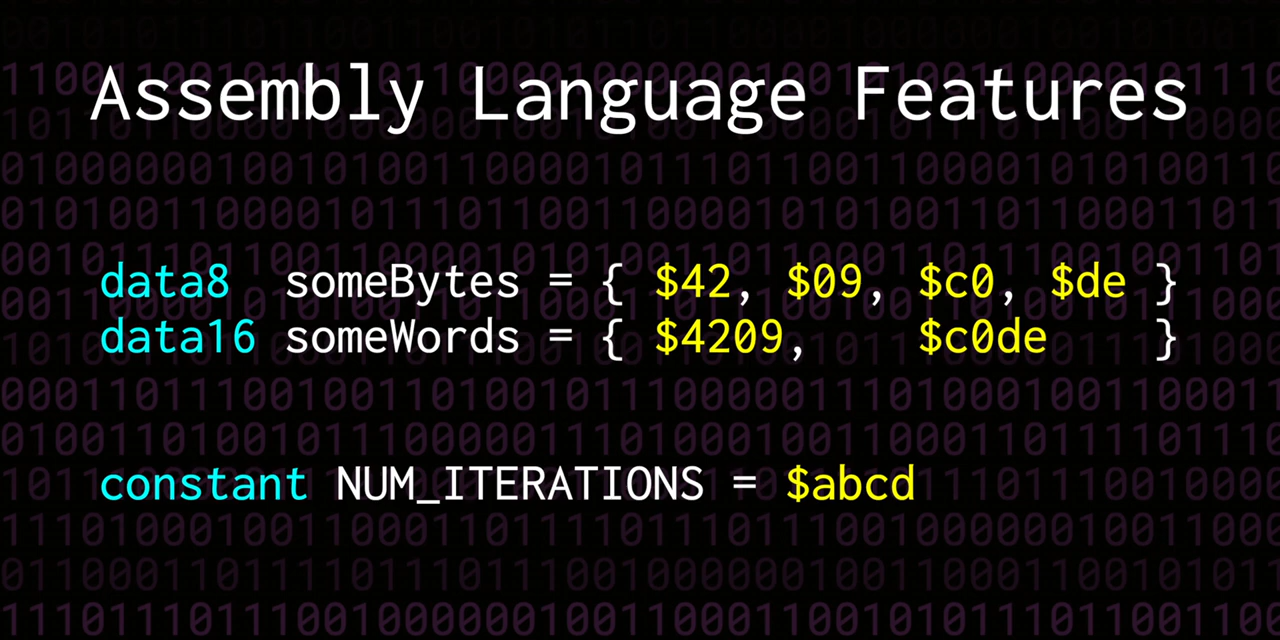 Assembly Language Features
data8 someBytes = { $42, $09, $c0, $de }
data16 someWords = { $4209, $c0de }
constant NUM_ITERATIONS = $abcd